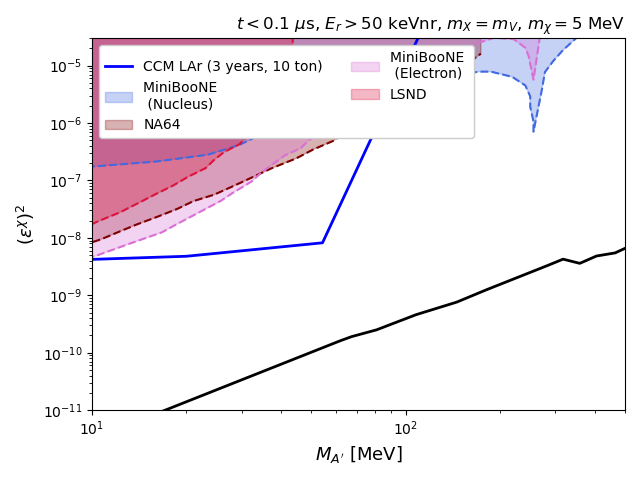 t < 0.1 μs, E_r > 50 keVnr, m_X = m_V, m_χ = 5 MeV
CCM LAr (3 years, 10 ton)
MiniBooNE
(Nucleus)
NA64
MiniBooNE
(Electron)
LSND
10^-5
10^-6
10^-7
10^-8
10^-9
10^-10
10^-11
(ε^χ)^2
10^1
10^2
M_A' [MeV]